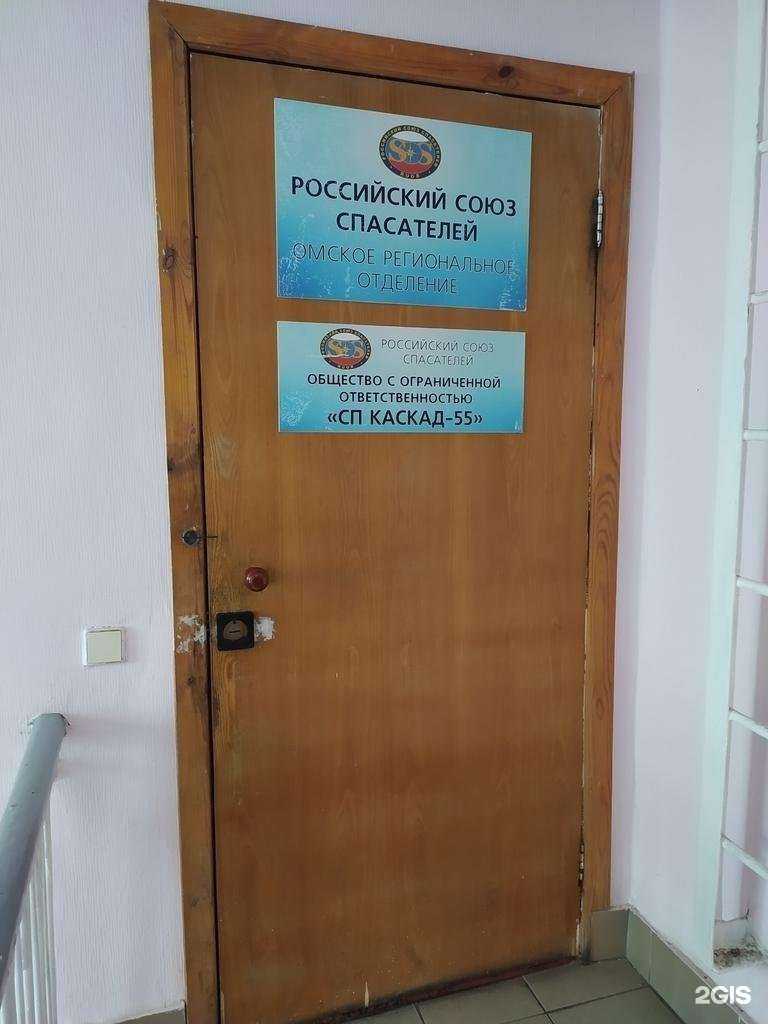 РОССИЙСКИЙ СОЮЗ
СПАСАТЕЛЕЙ
ОМСКОЕ РЕГИОНАЛЬНОЕ
ОТДЕЛЕНИЕ
РОССИЙСКИЙ СОЮЗ
СПАСАТЕЛЕЙ
ОБЩЕСТВО С ОГРАНИЧЕННОЙ
ОТВЕТСТВЕННОСТЬЮ
«СП КАСКАД-55»
2GIS